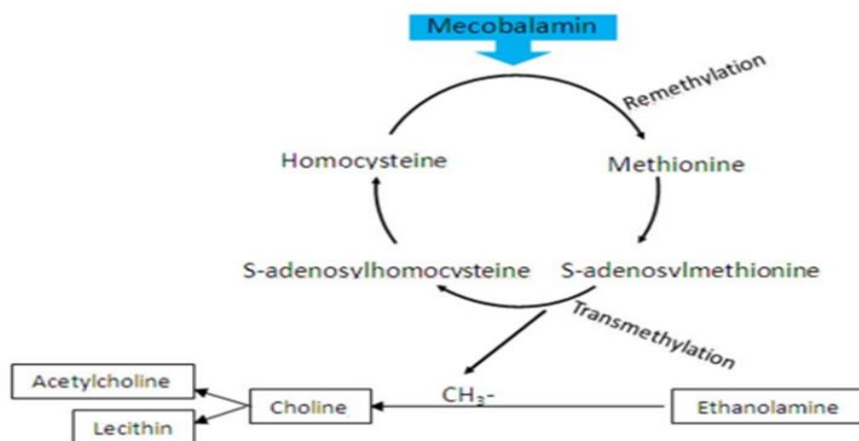 Mecobalamin
Remethylation
Homocysteine
Methionine
S-adenosylhomocysteine
S-adenosylmethionine
Transmethylation
Acetylcholine
CH₃-
Choline
Ethanolamine
Lecithin